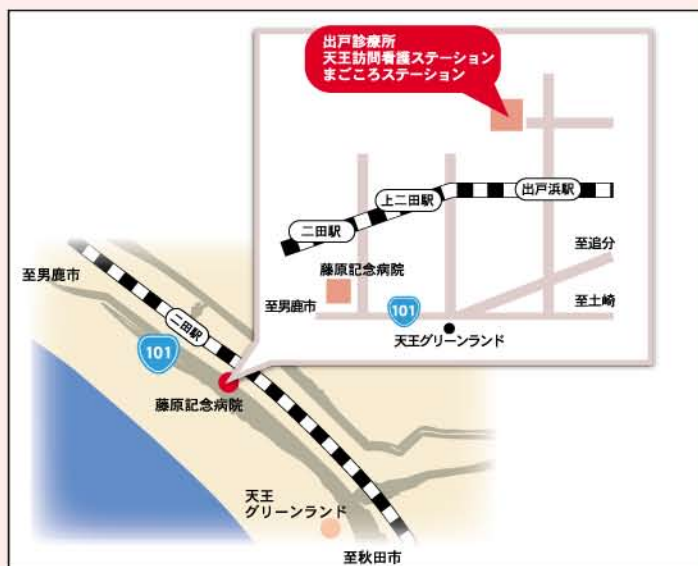 出戸診療所
天王訪問看護ステーション
まごころステーション
出戸浜駅
上二田駅
二田駅
至追分
藤原記念病院
至男鹿市
至土崎
101
天王グリーンランド
至男鹿市
二田駅
101
藤原記念病院
天王
グリーンランド
至秋田市